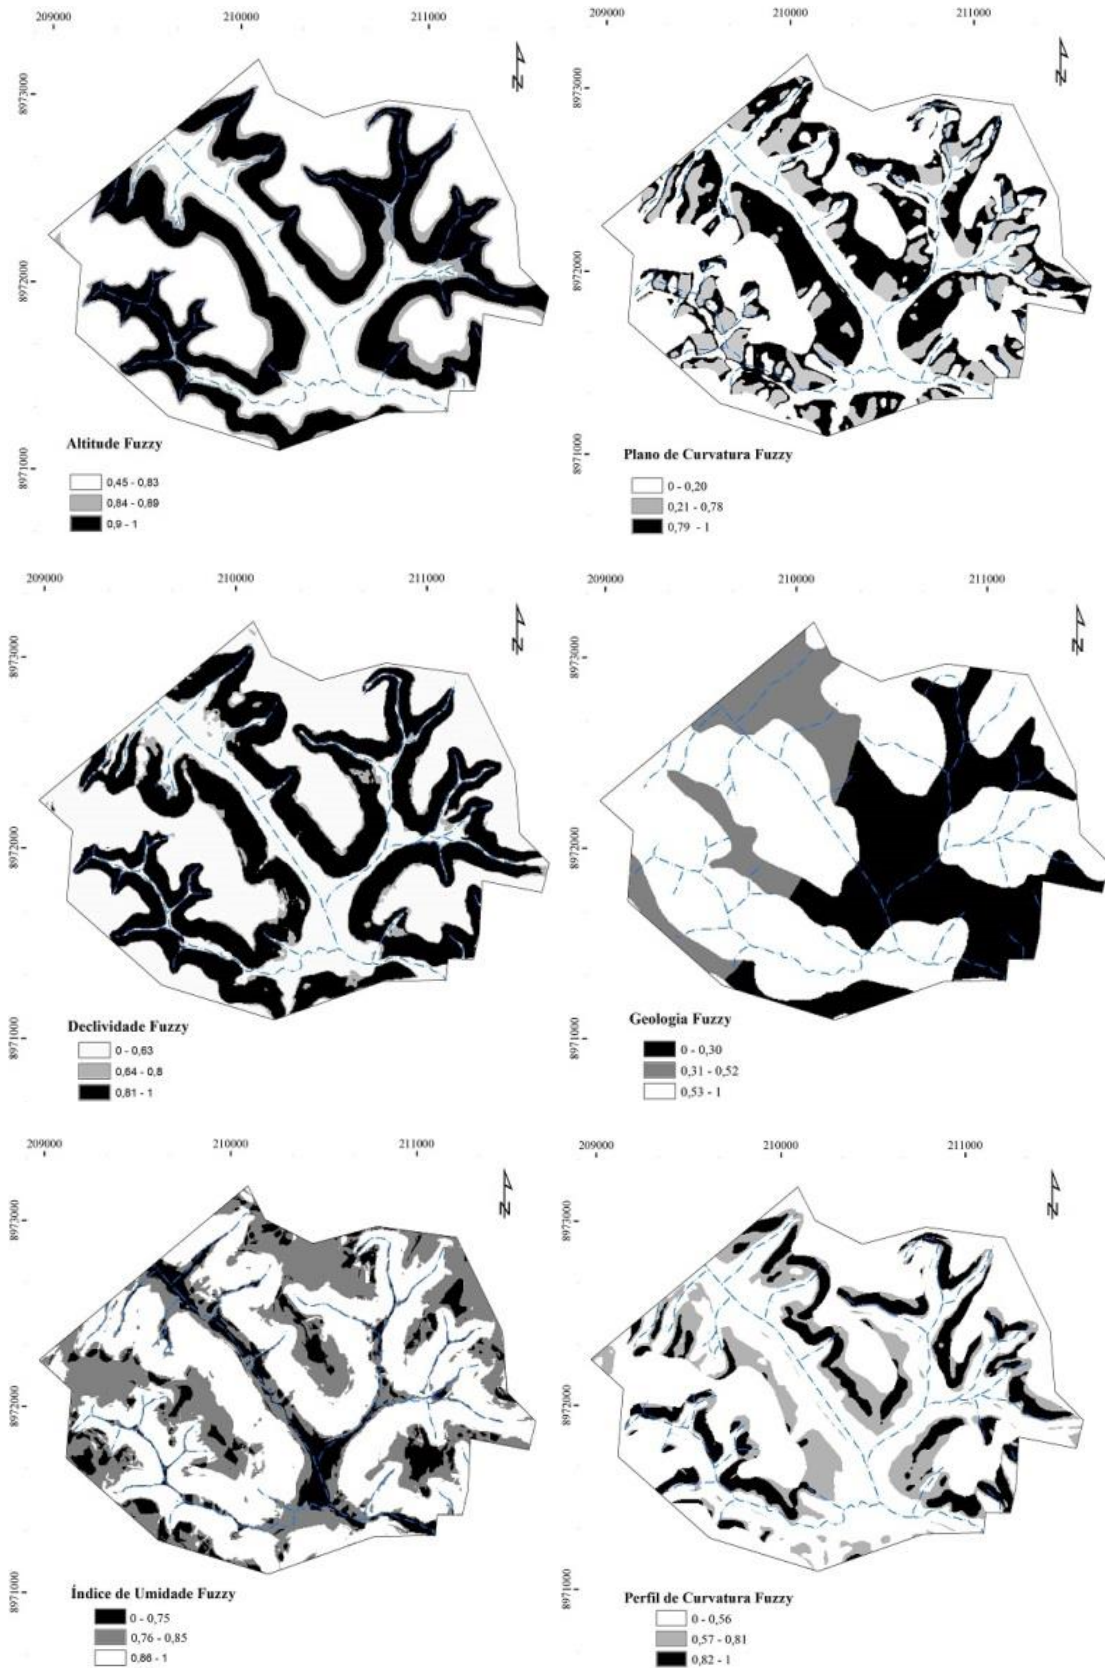 209000 210000 211000
8973000
8972000
8971000
N
Altitude Fuzzy
0,45 - 0,83
0,84 - 0,89
0,9 - 1
209000 210000 211000
8973000
8972000
8971000
N
Plano de Curvatura Fuzzy
0 - 0,20
0,21 - 0,78
0,79 - 1
209000 210000 211000
8973000
8972000
8971000
N
Declividade Fuzzy
0 - 0,63
0,64 - 0,8
0,81 - 1
209000 210000 211000
8973000
8972000
8971000
N
Geologia Fuzzy
0 - 0,30
0,31 - 0,52
0,53 - 1
209000 210000 211000
8973000
8972000
8971000
N
Índice de Umidade Fuzzy
0 - 0,75
0,76 - 0,85
0,86 - 1
209000 210000 211000
8973000
8972000
8971000
N
Perfil de Curvatura Fuzzy
0 - 0,56
0,57 - 0,81
0,82 - 1